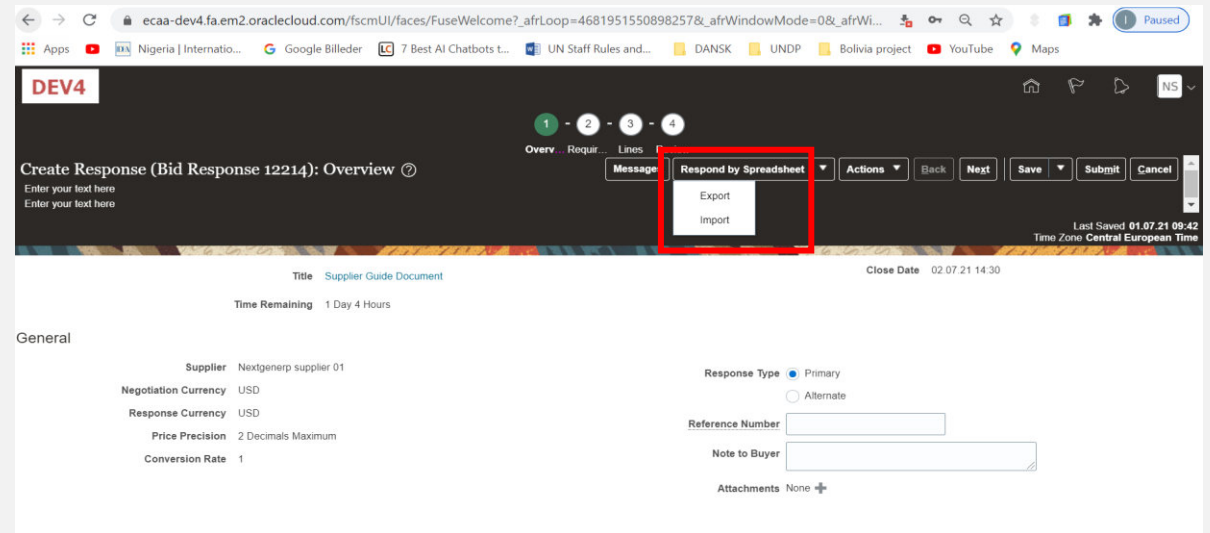 ecaa-dev4.fa.em2.oraclecloud.com/fscmUI/faces/FuseWelcome?_afrLoop=46819515508982​57&_afrWindowMode=0&_afrWi... Paused
Apps Nigeria | Internatio... Google Billeder LC 7 Best AI Chatbots t... UN Staff Rules and... DANSK UNDP Bolivia project YouTube Maps
DEV4 NS
1 - 2 - 3 - 4
Overv... Requir... Lines
Create Response (Bid Response 12214): Overview ? Message Respond by Spreadsheet Actions Back Next Save Submit Cancel
Enter your text here
Enter your text here
Export
Import
Last Saved 01.07.21 09:42
Time Zone Central European Time
Title Supplier Guide Document Close Date 02.07.21 14:30
Time Remaining 1 Day 4 Hours
General
Supplier Nextgenerp supplier 01
Response Type Primary
Negotiation Currency USD
Alternate
Response Currency USD
Reference Number
Price Precision 2 Decimals Maximum
Note to Buyer
Conversion Rate 1
Attachments None